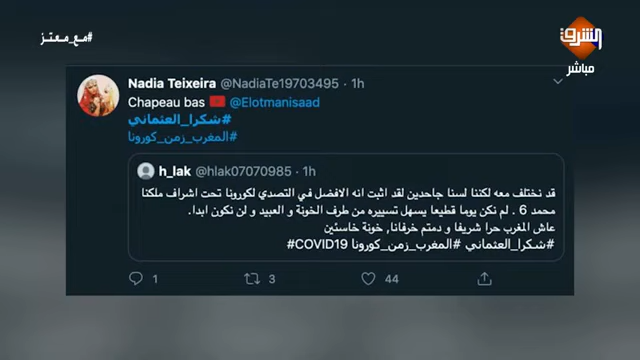 #مع_معتز
الشرق
مباشر
Nadia Teixeira @NadiaTe19703495 · 1h
Chapeau bas 🇲🇦 @Elotmanisaad
#شكرا_العثماني
#المغرب_زمن_كورونا
h_lak @hlak07070985 · 1h
قد نختلف معه لكننا لسنا جاحدين لقد اثبت انه الافضل في التصدي لكورونا تحت اشراف ملكنا
محمد 6 . لم نكن يوما قطيعا يسهل تسييره من طرف الخونة و العبيد و لن نكون ابدا.
عاش المغرب حرا شريفا و دمتم خرفانا, خونة خاسئين
#شكرا_العثماني #المغرب_زمن_كورونا #COVID19
1 3 44